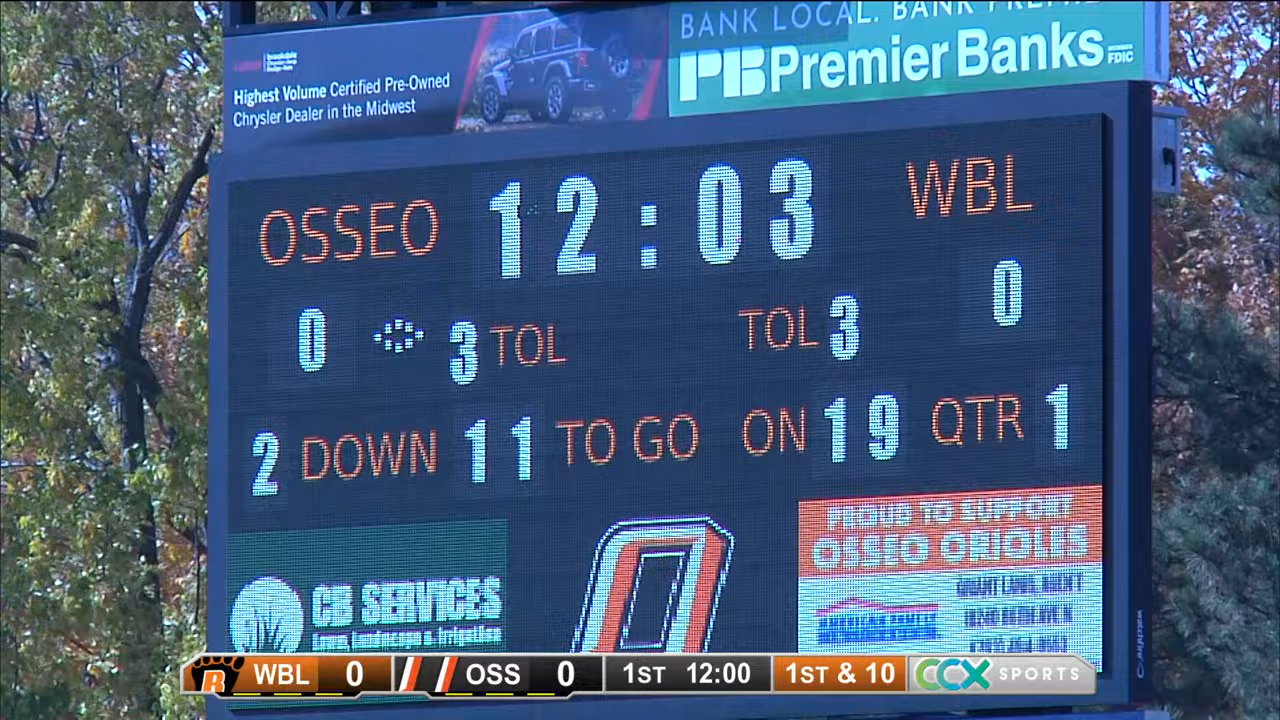 BANK LOCAL. BANK PREMIE
PB Premier Banks MEMBER FDIC
Highest Volume Certified Pre-Owned
Chrysler Dealer in the Midwest
OSSEO 12:03 WBL
0 3 TOL TOL 3 0
2 DOWN 11 TO GO ON 19 QTR 1
O
PROUD TO SUPPORT
OSSEO ORIOLES
CB SERVICES
B WBL 0 OSS 0 1ST 12:00 1ST & 10 CCX SPORTS